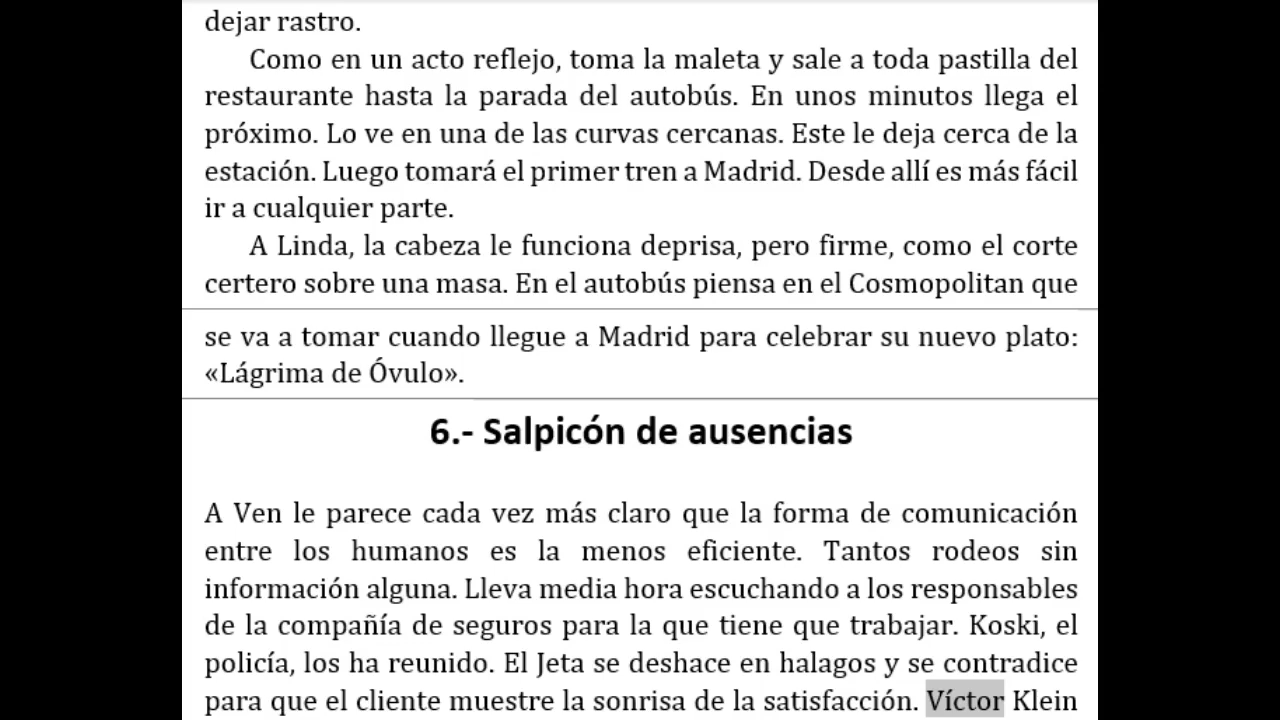 dejar rastro.
Como en un acto reflejo, toma la maleta y sale a toda pastilla del
restaurante hasta la parada del autobús. En unos minutos llega el
próximo. Lo ve en una de las curvas cercanas. Este le deja cerca de la
estación. Luego tomará el primer tren a Madrid. Desde allí es más fácil
ir a cualquier parte.
A Linda, la cabeza le funciona deprisa, pero firme, como el corte
certero sobre una masa. En el autobús piensa en el Cosmopolitan que
se va a tomar cuando llegue a Madrid para celebrar su nuevo plato:
«Lágrima de Óvulo».
6.- Salpicón de ausencias
A Ven le parece cada vez más claro que la forma de comunicación
entre los humanos es la menos eficiente. Tantos rodeos sin
información alguna. Lleva media hora escuchando a los responsables
de la compañía de seguros para la que tiene que trabajar. Koski, el
policía, los ha reunido. El Jeta se deshace en halagos y se contradice
para que el cliente muestre la sonrisa de la satisfacción. Víctor Klein